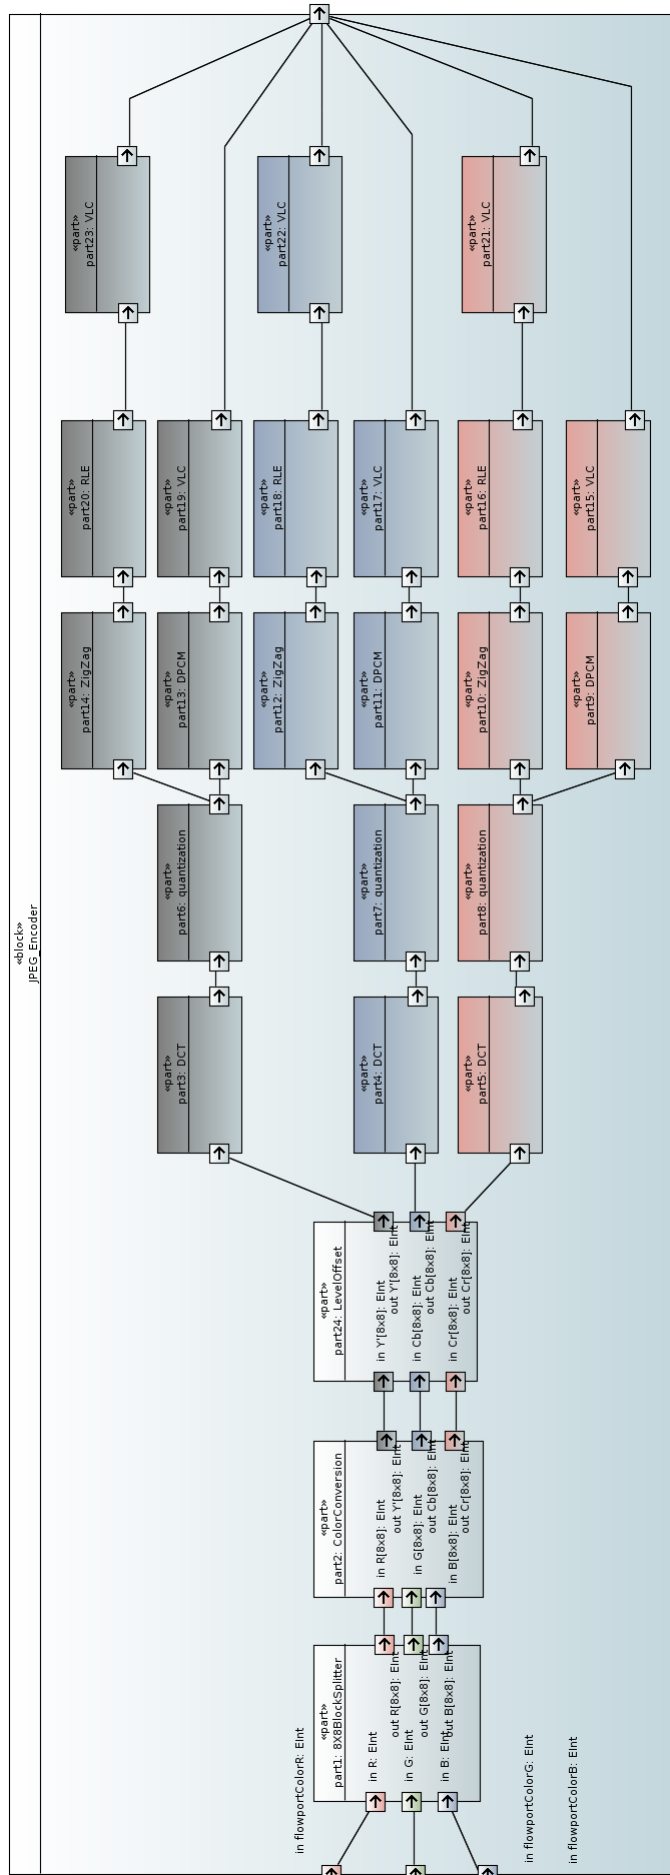 «block»
JPEG_Encoder
«part»
part23: VLC
«part»
part22: VLC
«part»
part21: VLC
«part»
part20: RLE
«part»
part19: VLC
«part»
part18: RLE
«part»
part17: VLC
«part»
part16: RLE
«part»
part15: VLC
«part»
part14: ZigZag
«part»
part13: DPCM
«part»
part12: ZigZag
«part»
part11: DPCM
«part»
part10: ZigZag
«part»
part9: DPCM
«part»
part6: quantization
«part»
part7: quantization
«part»
part8: quantization
«part»
part3: DCT
«part»
part4: DCT
«part»
part5: DCT
«part»
part24: LevelOffset
in Y'[8x8]: EInt
out Y'[8x8]: EInt
in Cb[8x8]: EInt
out Cb[8x8]: EInt
in Cr[8x8]: EInt
out Cr[8x8]: EInt
«part»
part2: ColorConversion
in R[8x8]: EInt
out Y'[8x8]: EInt
in G[8x8]: EInt
out Cb[8x8]: EInt
in B[8x8]: EInt
out Cr[8x8]: EInt
«part»
part1: 8X8BlockSplitter
in R: EInt
out R[8x8]: EInt
in G: EInt
out G[8x8]: EInt
in B: EInt
out B[8x8]: EInt
in flowportColorR: EInt
in flowportColorG: EInt
in flowportColorB: EInt